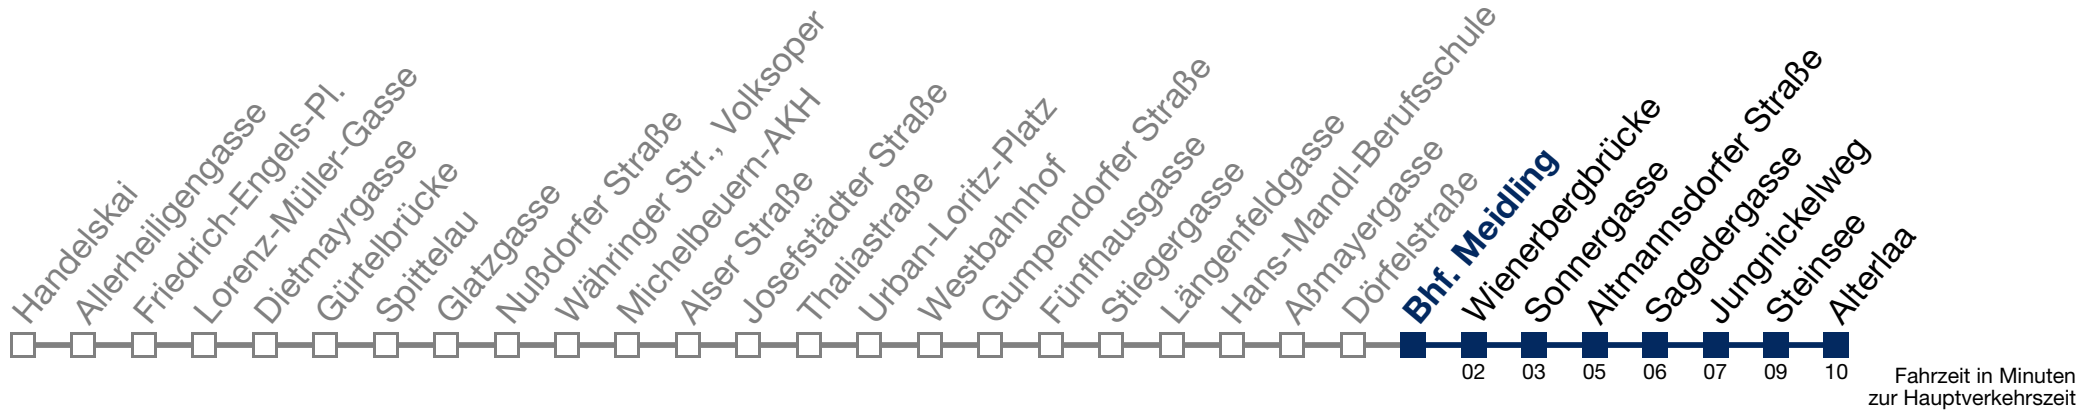 Handelskai
Allerheiligengasse
Friedrich-Engels-Pl.
Lorenz-Müller-Gasse
Dietmayrgasse
Gürtelbrücke
Spittelau
Glatzgasse
Nußdorfer Straße
Währinger Str., Volksoper
Michelbeuern-AKH
Alser Straße
Josefstädter Straße
Thaliastraße
Urban-Loritz-Platz
Westbahnhof
Gumpendorfer Straße
Fünfhausgasse
Stiegergasse
Längenfeldgasse
Hans-Mandl-Berufsschule
Aßmayergasse
Dörfelstraße
Bhf. Meidling
Wienerbergbrücke
Sonnergasse
Altmannsdorfer Straße
Sagedergasse
Jungnickelweg
Steinsee
Alterlaa
02 03 05 06 07 09 10
Fahrzeit in Minuten
zur Hauptverkehrszeit